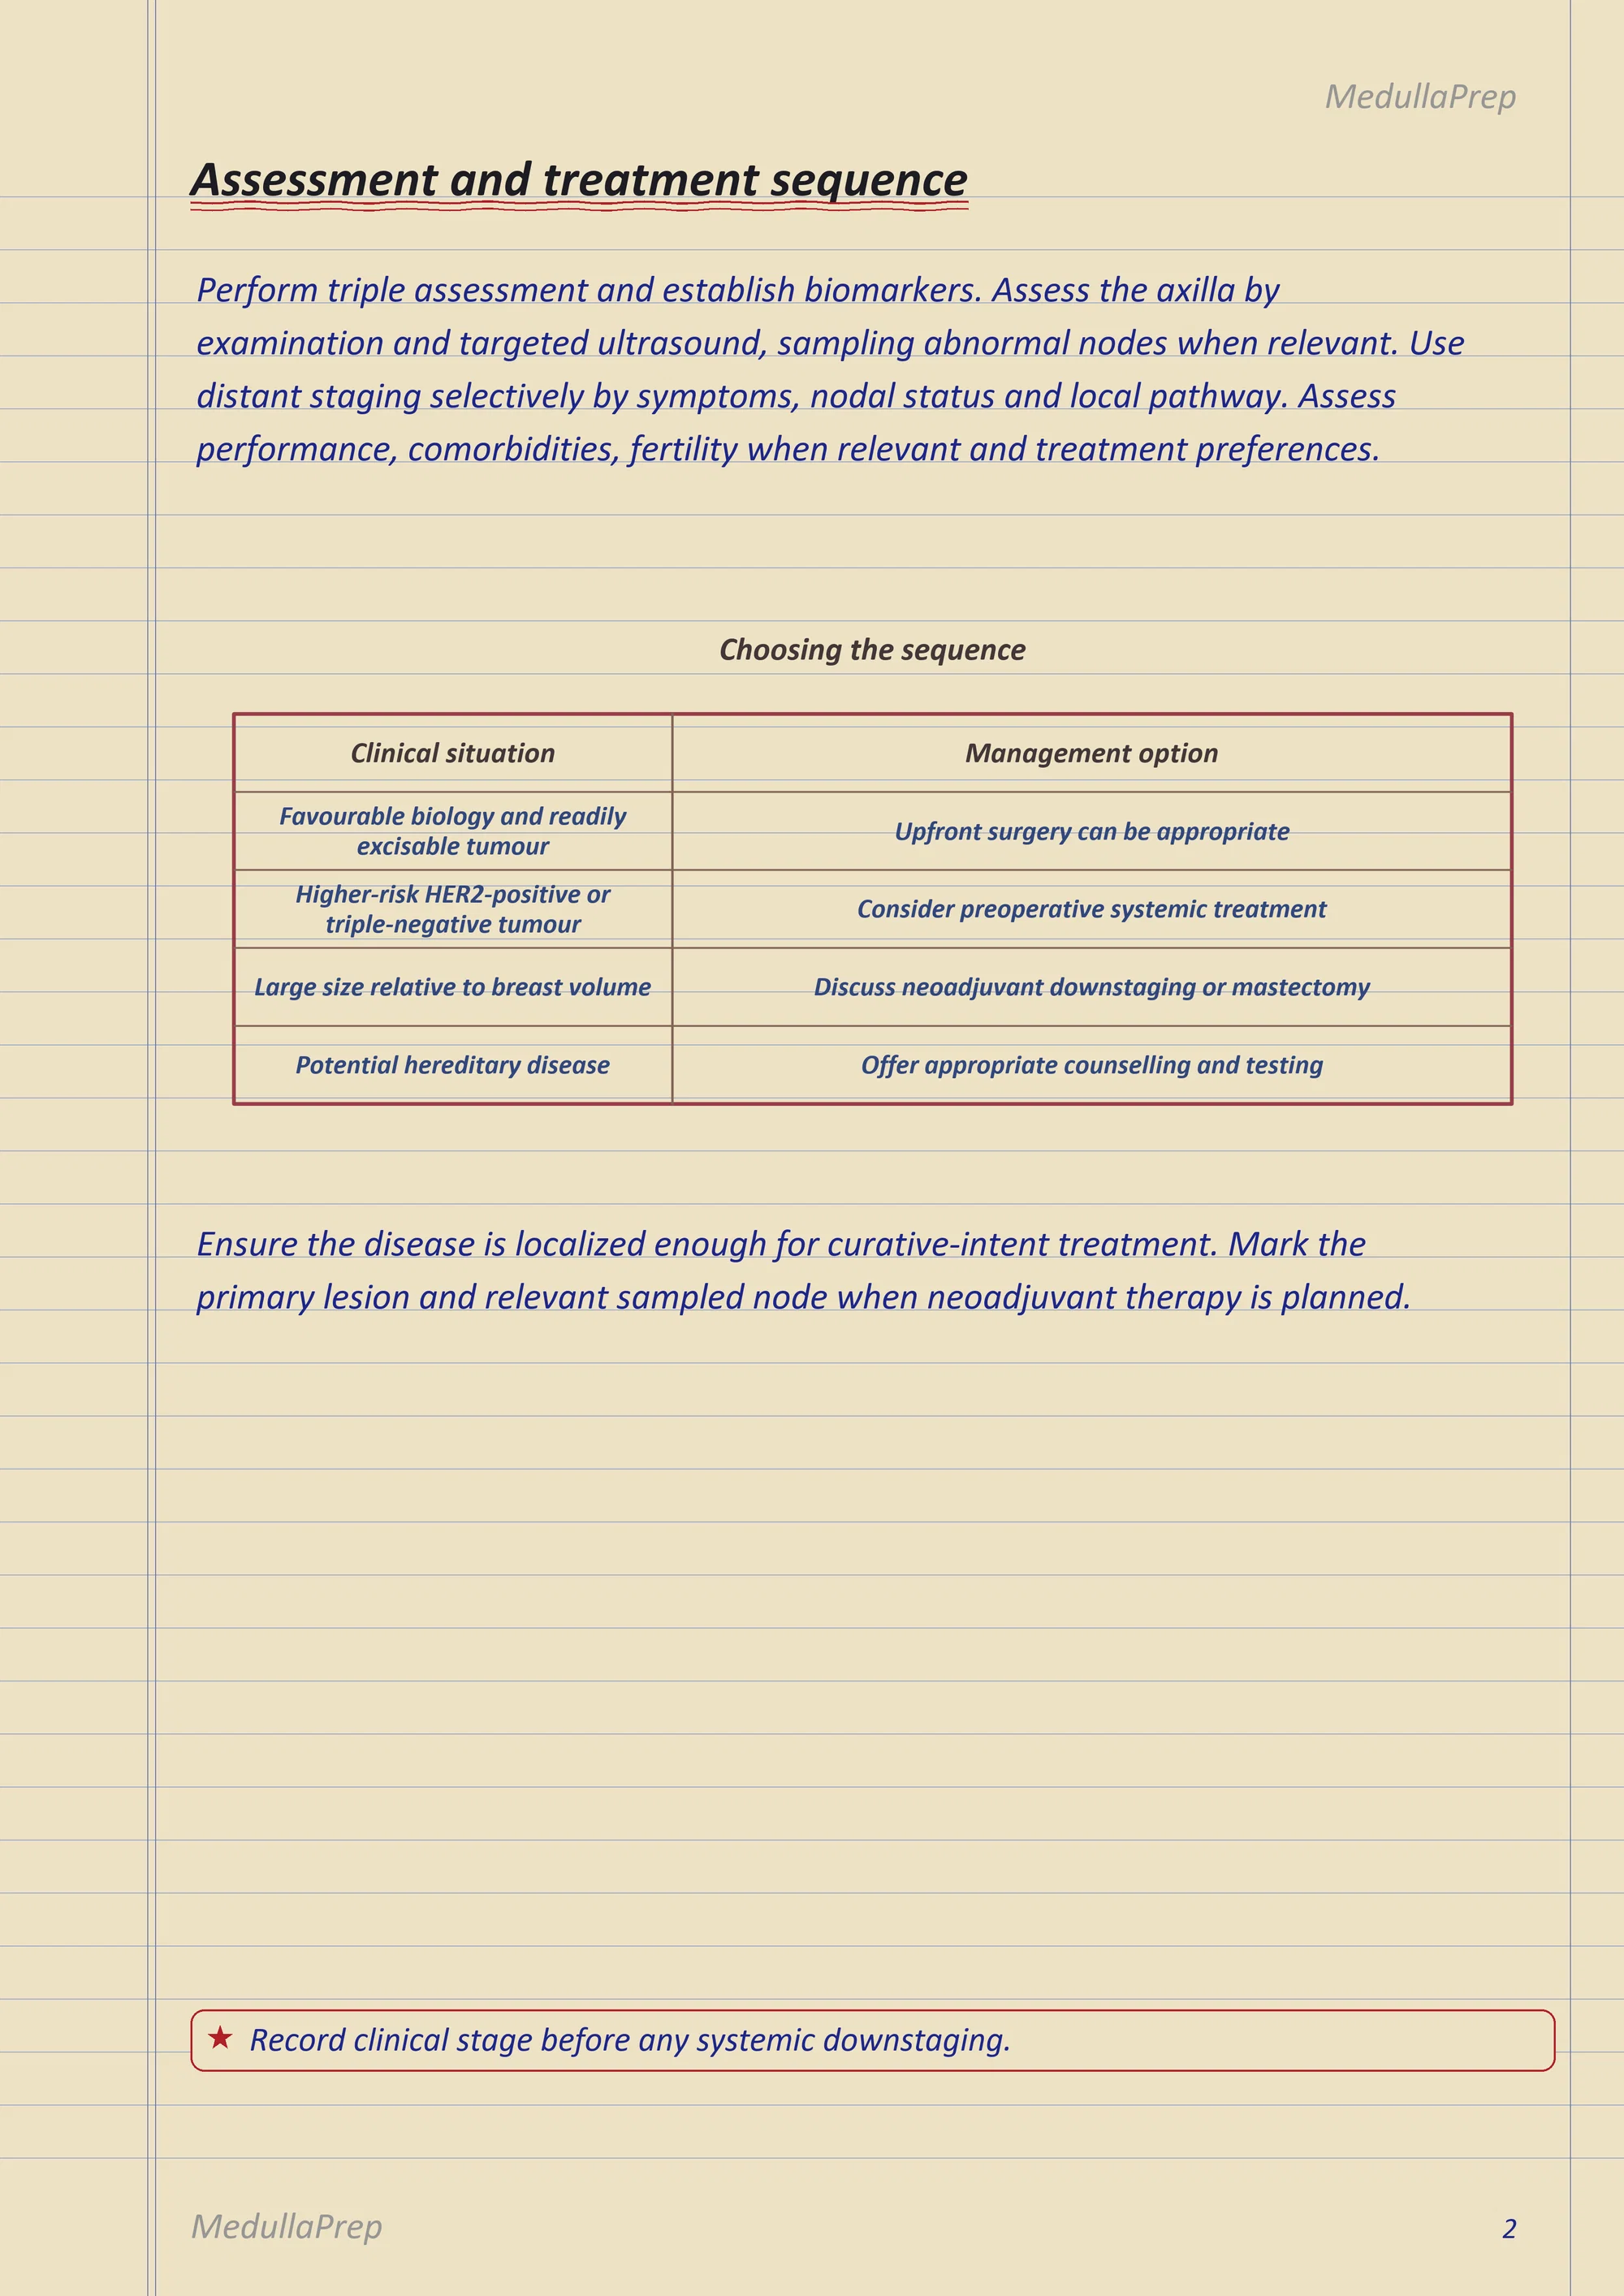 MedullaPrep
Assessment and treatment sequence
Perform triple assessment and establish biomarkers. Assess the axilla by
examination and targeted ultrasound, sampling abnormal nodes when relevant. Use
distant staging selectively by symptoms, nodal status and local pathway. Assess
performance, comorbidities, fertility when relevant and treatment preferences.
Choosing the sequence
Clinical situation
Management option
Favourable biology and readily
excisable tumour
Upfront surgery can be appropriate
Higher-risk HER2-positive or
triple-negative tumour
Consider preoperative systemic treatment
Large size relative to breast volume
Discuss neoadjuvant downstaging or mastectomy
Potential hereditary disease
Offer appropriate counselling and testing
Ensure the disease is localized enough for curative-intent treatment. Mark the
primary lesion and relevant sampled node when neoadjuvant therapy is planned.
★ Record clinical stage before any systemic downstaging.
MedullaPrep
2